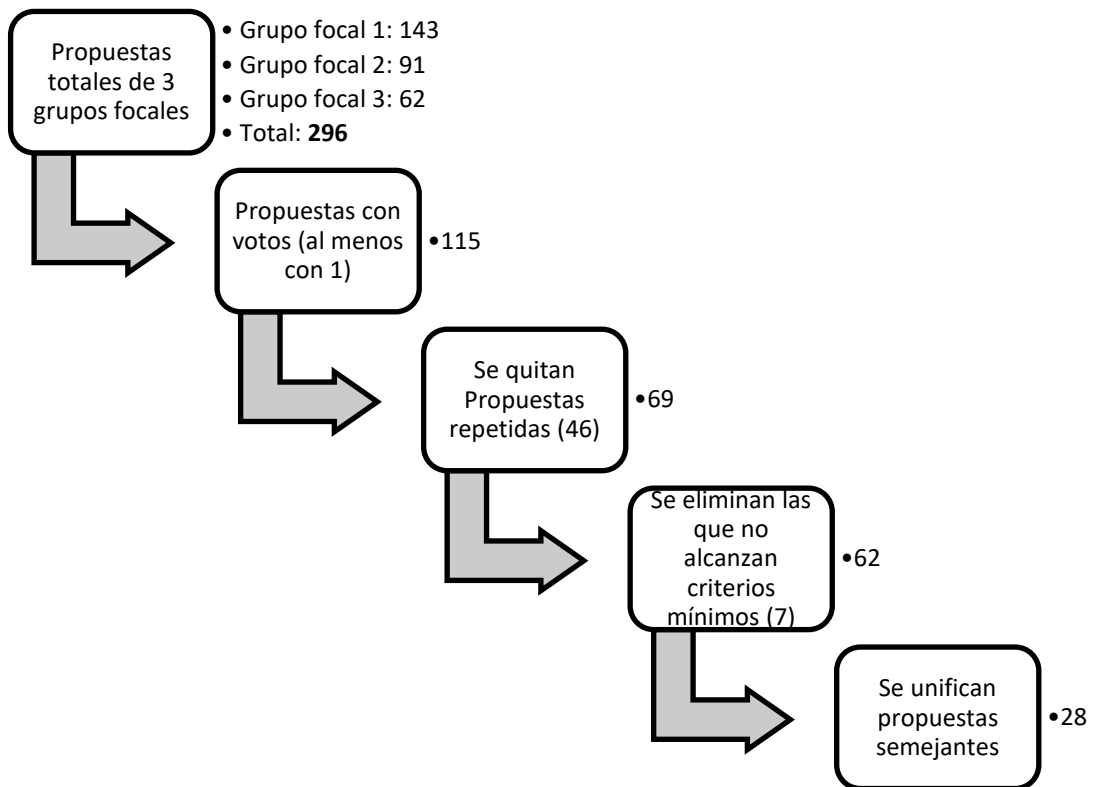 Propuestas
totales de 3
grupos focales
• Grupo focal 1: 143
• Grupo focal 2: 91
• Grupo focal 3: 62
• Total: 296
Propuestas con
votos (al menos
con 1)
•115
Se quitan
Propuestas
repetidas (46)
•69
Se eliminan las
que no
alcanzan
criterios
mínimos (7)
•62
Se unifican
propuestas
semejantes
•28